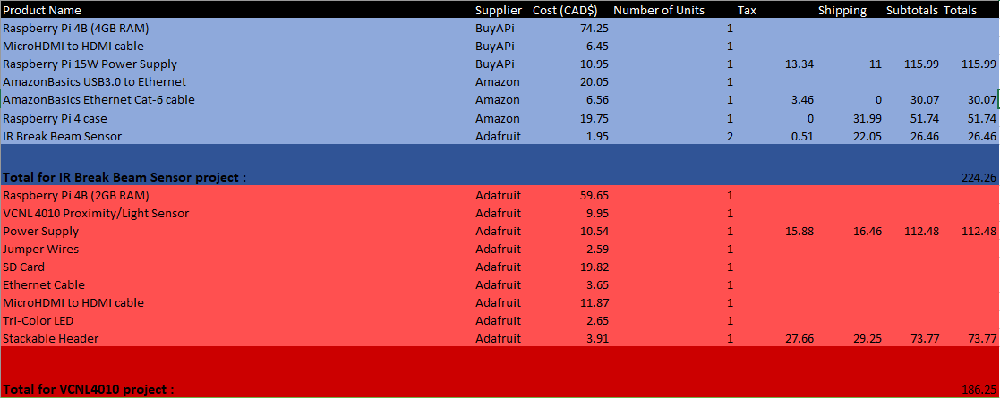 Product Name Supplier Cost (CAD$) Number of Units Tax Shipping Subtotals Totals
Raspberry Pi 4B (4GB RAM) BuyAPi 74.25 1
MicroHDMI to HDMI cable BuyAPi 6.45 1
Raspberry Pi 15W Power Supply BuyAPi 10.95 1 13.34 11 115.99 115.99
AmazonBasics USB3.0 to Ethernet Amazon 20.05 1
AmazonBasics Ethernet Cat-6 cable Amazon 6.56 1 3.46 0 30.07 30.07
Raspberry Pi 4 case Amazon 19.75 1 0 31.99 51.74 51.74
IR Break Beam Sensor Adafruit 1.95 2 0.51 22.05 26.46 26.46
Total for IR Break Beam Sensor project : 224.26
Raspberry Pi 4B (2GB RAM) Adafruit 59.65 1
VCNL 4010 Proximity/Light Sensor Adafruit 9.95 1
Power Supply Adafruit 10.54 1 15.88 16.46 112.48 112.48
Jumper Wires Adafruit 2.59 1
SD Card Adafruit 19.82 1
Ethernet Cable Adafruit 3.65 1
MicroHDMI to HDMI cable Adafruit 11.87 1
Tri-Color LED Adafruit 2.65 1
Stackable Header Adafruit 3.91 1 27.66 29.25 73.77 73.77
Total for VCNL4010 project : 186.25